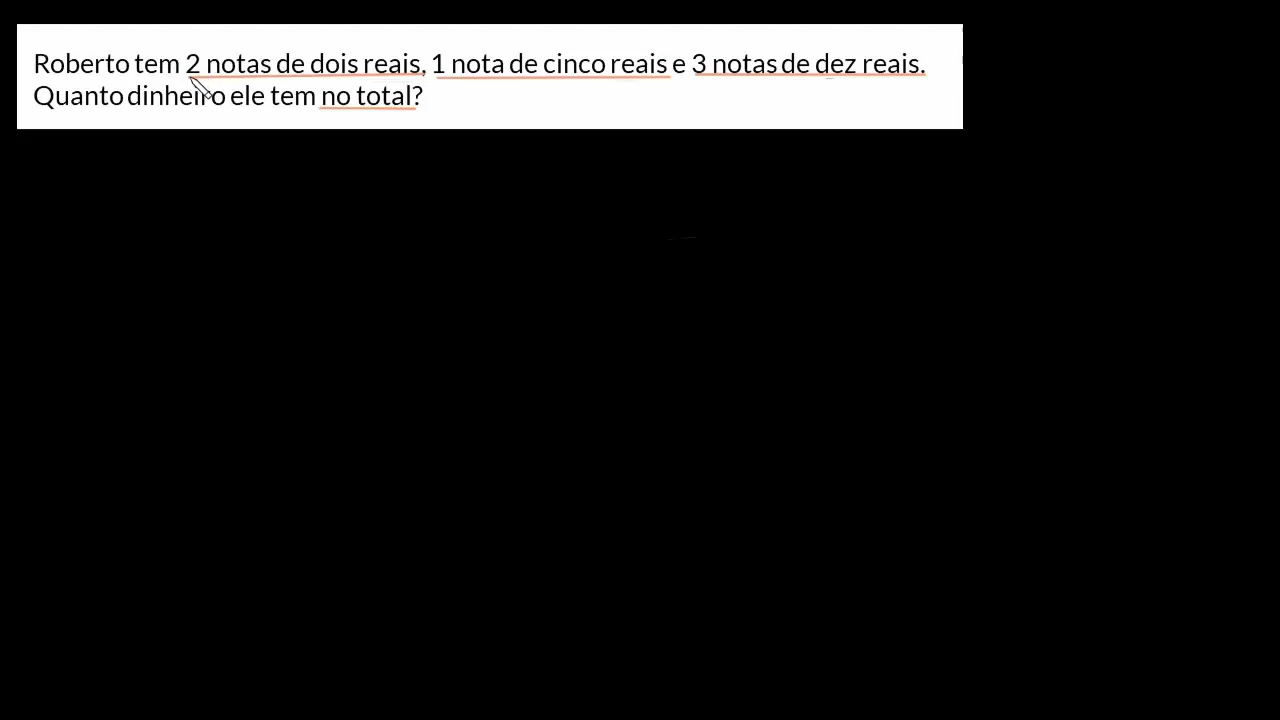 Roberto tem 2 notas de dois reais, 1 nota de cinco reais e 3 notas de dez reais.
Quanto dinheiro ele tem no total?